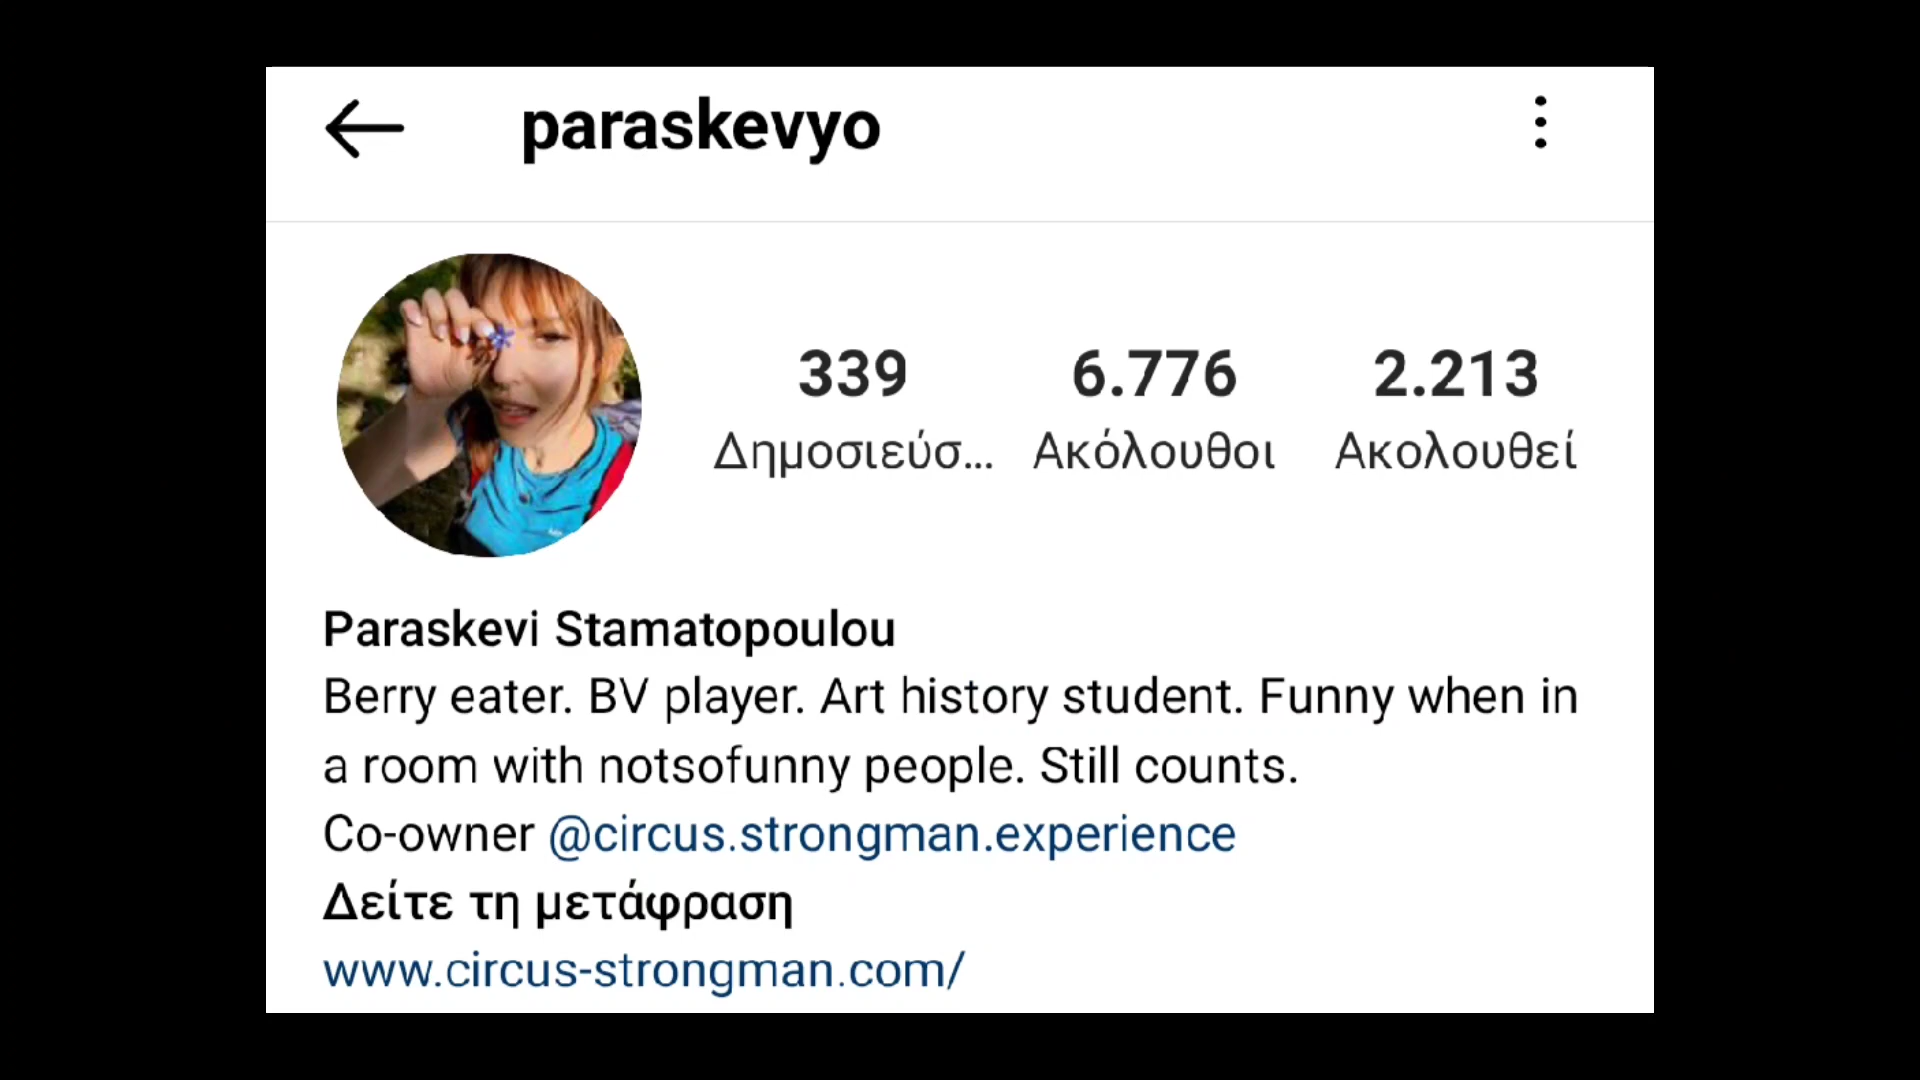 paraskevyo
339 6.776 2.213
Δημοσιεύσ... Ακόλουθοι Ακολουθεί
Paraskevi Stamatopoulou
Berry eater. BV player. Art history student. Funny when in
a room with notsofunny people. Still counts.
Co-owner @circus.strongman.experience
Δείτε τη μετάφραση
www.circus-strongman.com/